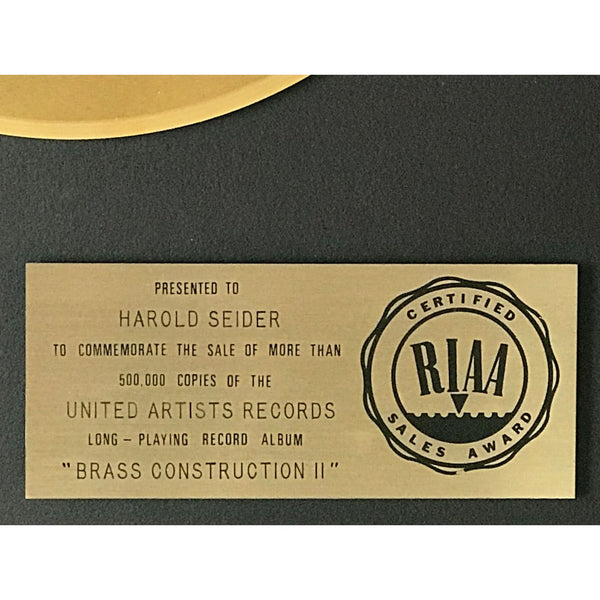 PRESENTED TO
HAROLD SEIDER
TO COMMEMORATE THE SALE OF MORE THAN
500,000 COPIES OF THE
UNITED ARTISTS RECORDS
LONG – PLAYING RECORD ALBUM
"BRASS CONSTRUCTION II"
CERTIFIED
RIAA
SALES AWARD